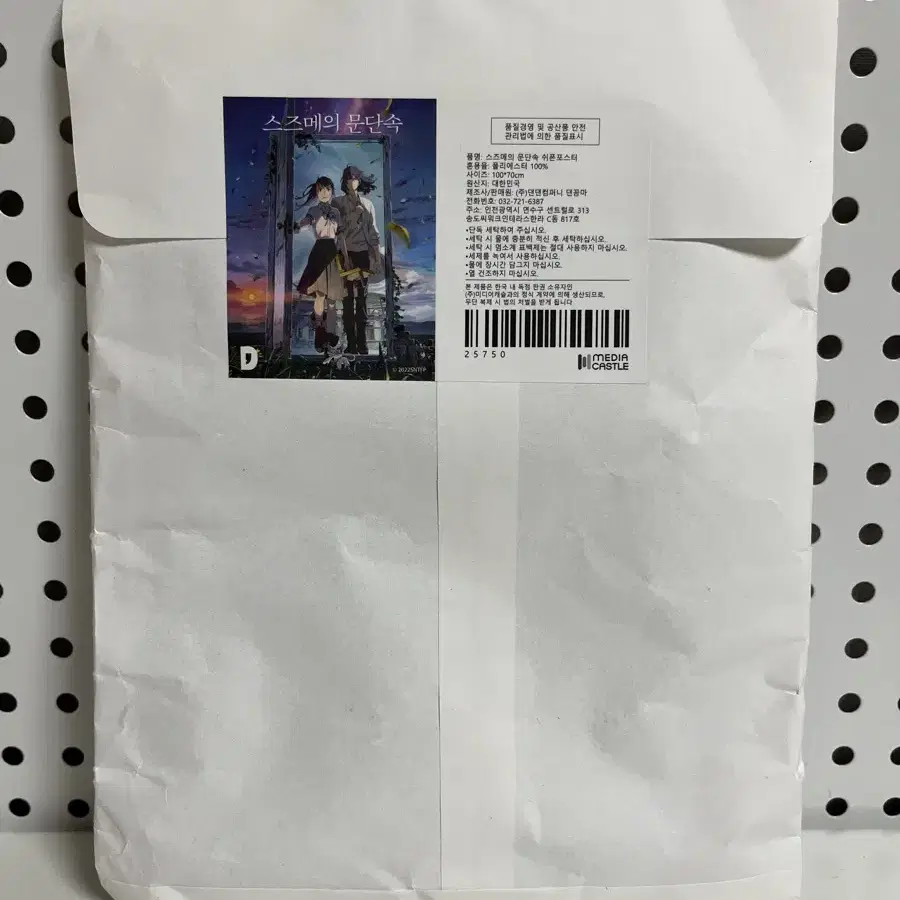 스즈메의 문단속
D
© 2022SNTFP
품질경영 및 공산품 안전
관리법에 의한 품질표시
품명: 스즈메의 문단속 쉬폰포스터
혼용율: 폴리에스터 100%
사이즈: 100*70cm
원산지: 대한민국
제조사/판매원: (주)댄댄컴퍼니 댄꼼마
전화번호: 032-721-6387
주소: 인천광역시 연수구 센트럴로 313
송도씨워크인테라스한라 C동 817호
•단독 세탁하여 주십시오.
•세탁 시 물에 충분히 적신 후 세탁하십시오.
•세탁 시 염소계 표백제는 절대 사용하지 마십시오.
•세제를 녹여서 사용하십시오.
•물에 장시간 담그지 마십시오.
•열 건조하지 마십시오.
본 제품은 한국 내 독점 판권 소유자인
(주)미디어캐슬과의 정식 계약에 의해 생산되므로,
무단 복제 시 법의 처벌을 받게 됩니다.
25750
MEDIA
CASTLE